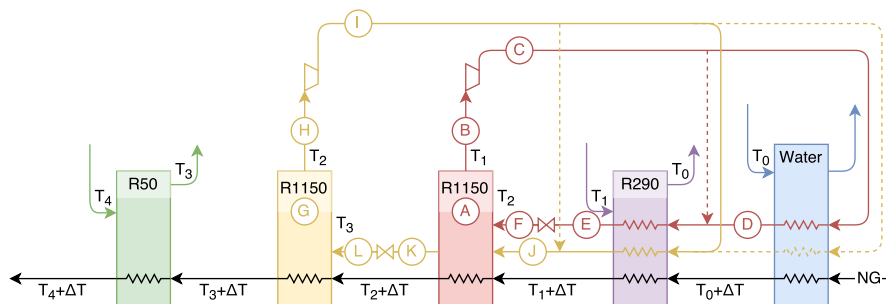 I
C
H
B
T₂
T₁
T₃
T₀
T₀
Water
R50
R1150
R1150
R290
T₄
G
A
T₂
T₁
F
E
D
T₃
L
K
J
T₄+ΔT
T₃+ΔT
T₂+ΔT
T₁+ΔT
T₀+ΔT
NG